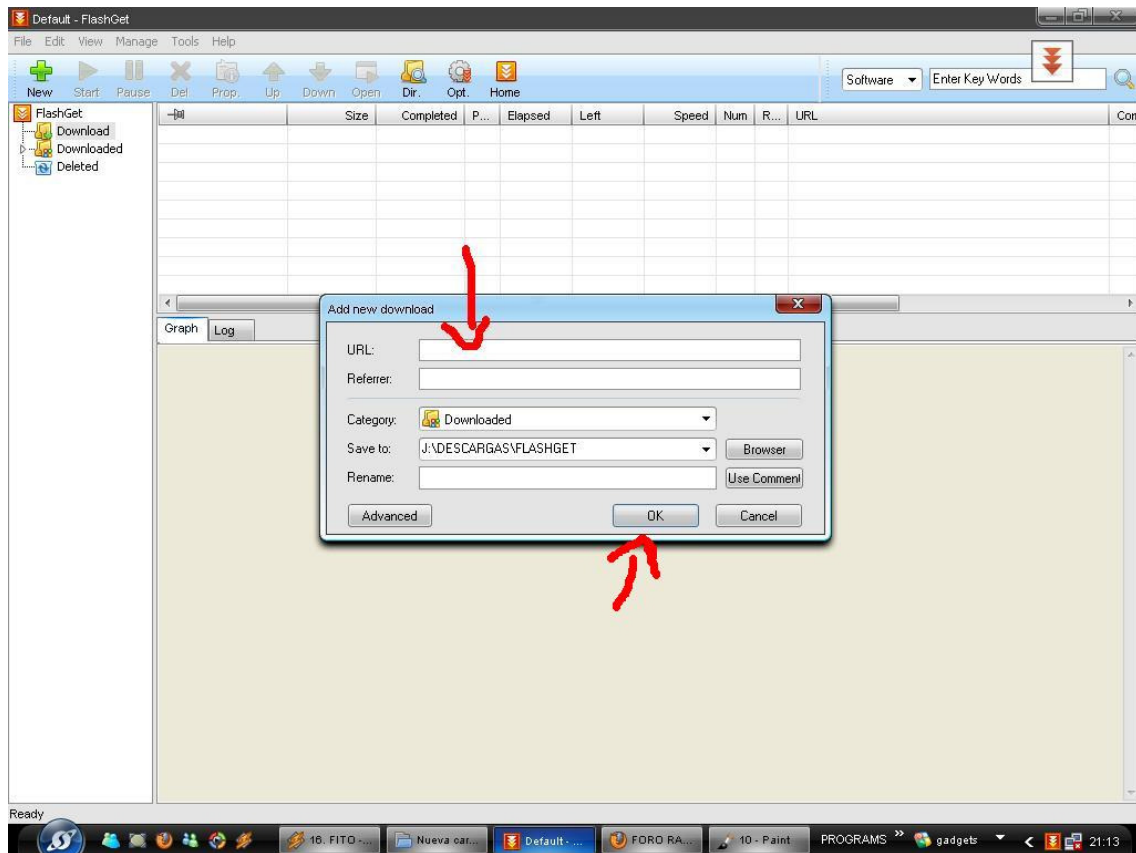 Default - FlashGet
File Edit View Manage Tools Help
New Start Pause Del. Prop. Up Down Open Dir. Opt. Home
Software Enter Key Words
FlashGet
Download
Downloaded
Deleted
Size Completed P... Elapsed Left Speed Num R... URL Com
Graph Log
Add new download
URL:
Referrer:
Category: Downloaded
Save to: J:\DESCARGAS\FLASHGET Browser
Rename: Use Comment
Advanced OK Cancel
Ready
16. FITO -... Nueva car... Default - ... FORO RA... 10 - Paint PROGRAMS » gadgets 21:13